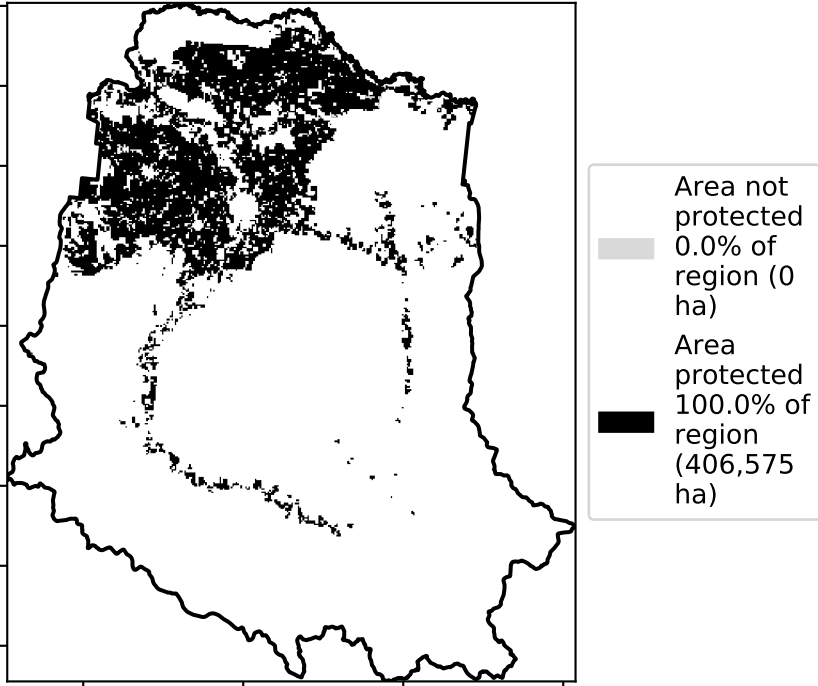 Area not
protected
0.0% of
region (0
ha)
Area
protected
100.0% of
region
(406,575
ha)